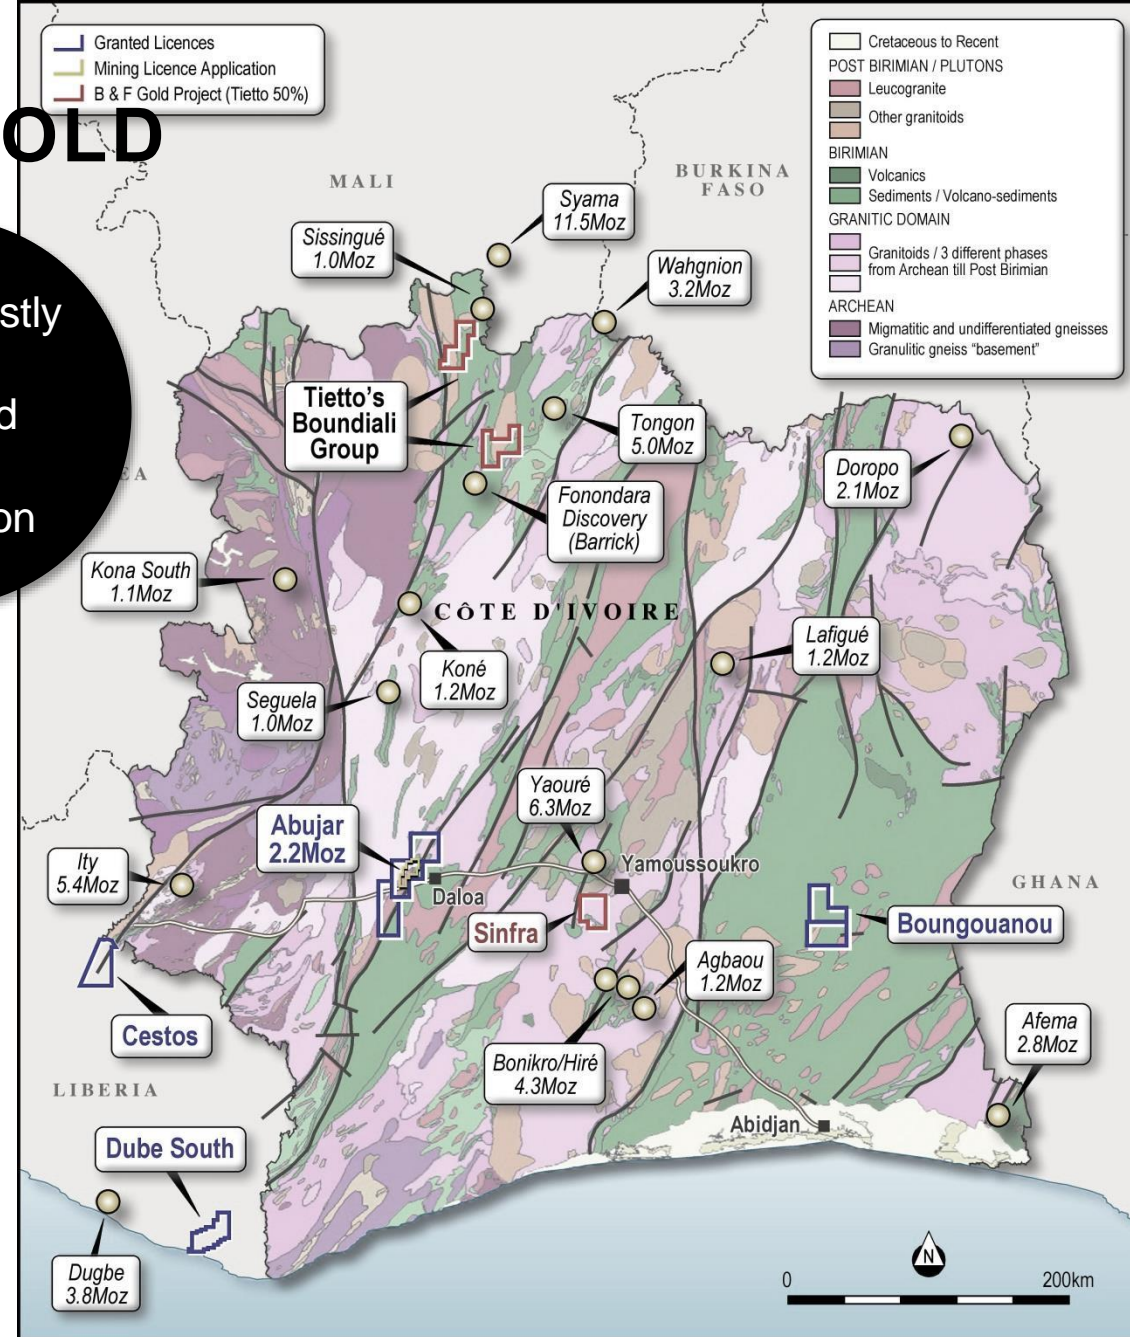 Granted Licences
Mining Licence Application
B & F Gold Project (Tietto 50%)
OLD
stly
d
on
Cretaceous to Recent
POST BIRIMIAN / PLUTONS
Leucogranite
Other granitoids
BIRIMIAN
Volcanics
Sediments / Volcano-sediments
GRANITIC DOMAIN
Granitoids / 3 different phases
from Archean till Post Birimian
ARCHEAN
Migmatitic and undifferentiated gneisses
Granulitic gneiss "basement"
MALI
BURKINA
FASO
Syama
11.5Moz
Sissingué
1.0Moz
Wahgnion
3.2Moz
Tietto's
Boundiali
Group
Tongon
5.0Moz
Doropo
2.1Moz
EA
Fonondara
Discovery
(Barrick)
Kona South
1.1Moz
CÔTE D'IVOIRE
Koné
1.2Moz
Lafigué
1.2Moz
Seguela
1.0Moz
Yaouré
6.3Moz
Abujar
2.2Moz
Ity
5.4Moz
Yamoussoukro
Daloa
GHANA
Sinfra
Boungouanou
Agbaou
1.2Moz
Cestos
Bonikro/Hiré
4.3Moz
Afema
2.8Moz
LIBERIA
Abidjan
Dube South
Dugbe
3.8Moz
N
0 200km